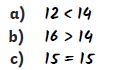 a) 12 < 14
b) 16 > 14
c) 15 = 15